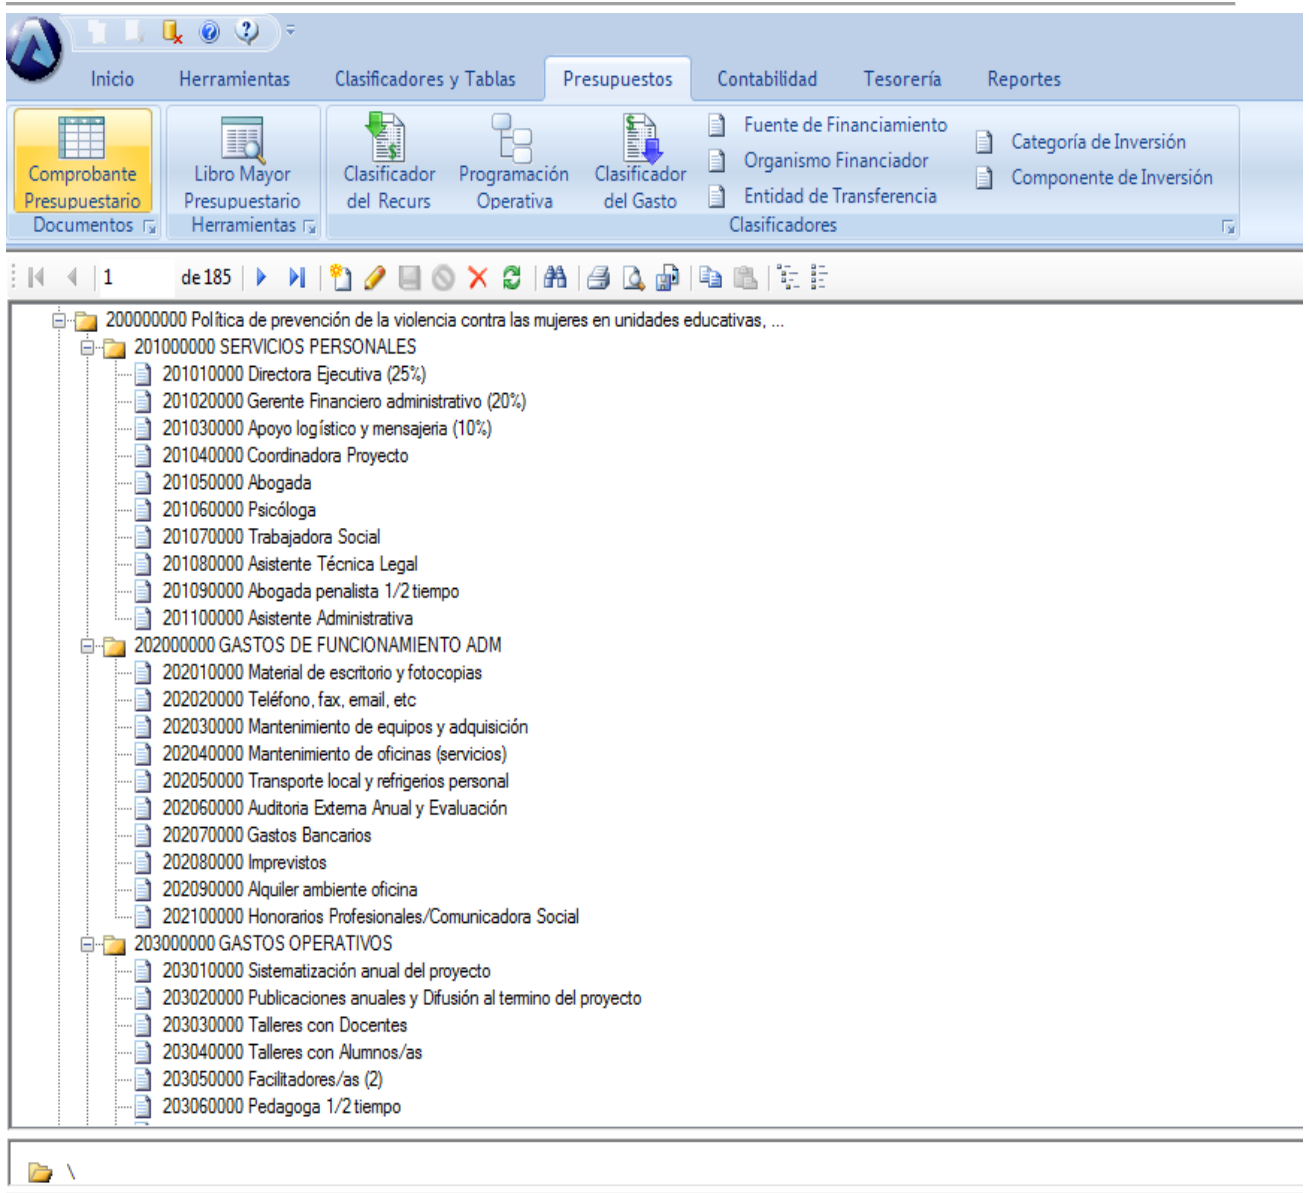 Inicio Herramientas Clasificadores y Tablas Presupuestos Contabilidad Tesorería Reportes
Comprobante Presupuestario
Libro Mayor Presupuestario
Clasificador del Recurs
Programación Operativa
Clasificador del Gasto
Fuente de Financiamiento
Organismo Financiador
Entidad de Transferencia
Categoría de Inversión
Componente de Inversión
Documentos Herramientas Clasificadores
1 de 185
200000000 Política de prevención de la violencia contra las mujeres en unidades educativas, ...
201000000 SERVICIOS PERSONALES
201010000 Directora Ejecutiva (25%)
201020000 Gerente Financiero administrativo (20%)
201030000 Apoyo logístico y mensajeria (10%)
201040000 Coordinadora Proyecto
201050000 Abogada
201060000 Psicóloga
201070000 Trabajadora Social
201080000 Asistente Técnica Legal
201090000 Abogada penalista 1/2 tiempo
201100000 Asistente Administrativa
202000000 GASTOS DE FUNCIONAMIENTO ADM
202010000 Material de escritorio y fotocopias
202020000 Teléfono, fax, email, etc
202030000 Mantenimiento de equipos y adquisición
202040000 Mantenimiento de oficinas (servicios)
202050000 Transporte local y refrigerios personal
202060000 Auditoria Externa Anual y Evaluación
202070000 Gastos Bancarios
202080000 Imprevistos
202090000 Alquiler ambiente oficina
202100000 Honorarios Profesionales/Comunicadora Social
203000000 GASTOS OPERATIVOS
203010000 Sistematización anual del proyecto
203020000 Publicaciones anuales y Difusión al termino del proyecto
203030000 Talleres con Docentes
203040000 Talleres con Alumnos/as
203050000 Facilitadores/as (2)
203060000 Pedagoga 1/2 tiempo
\